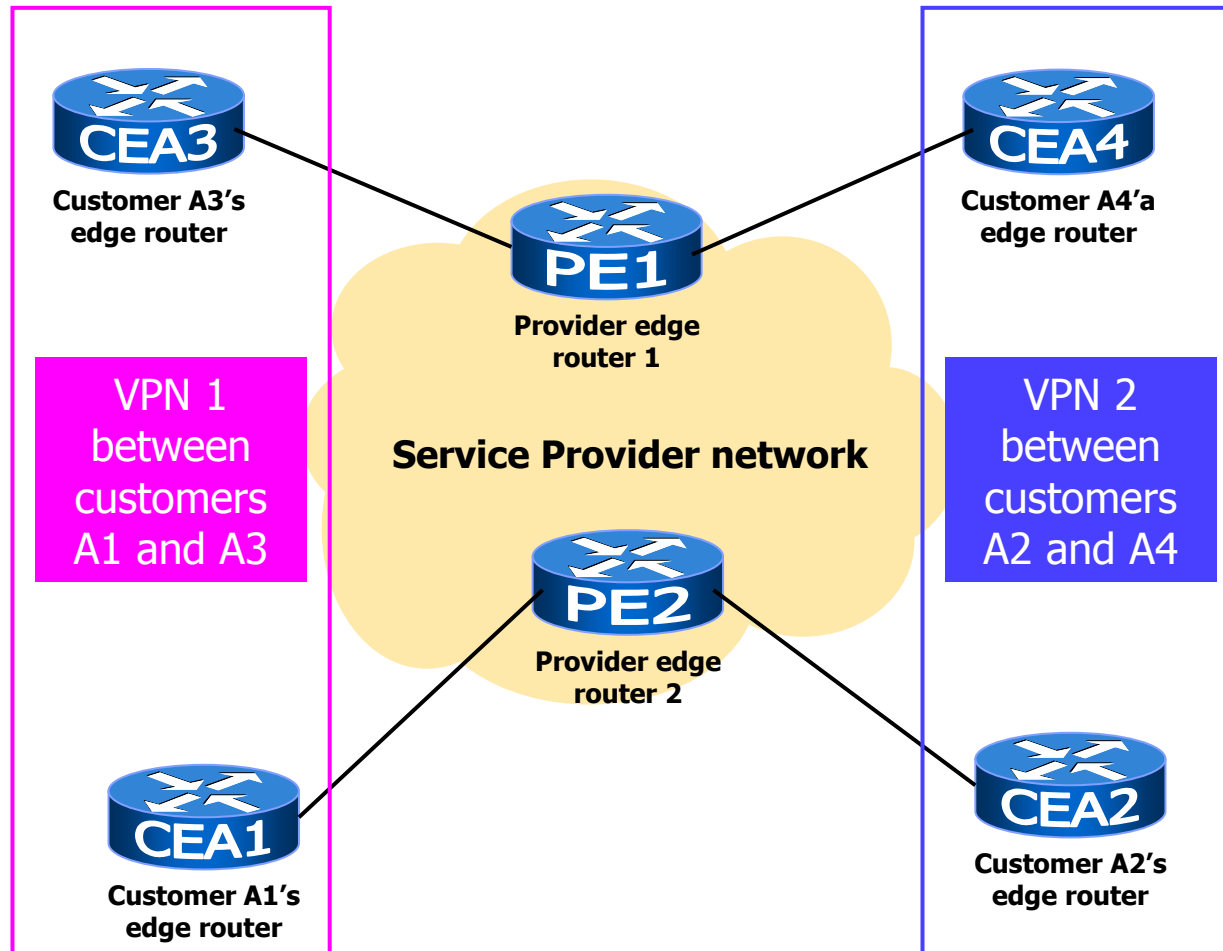 CEA3
Customer A3’s
edge router
CEA4
Customer A4’a
edge router
PE1
Provider edge
router 1
VPN 1
between
customers
A1 and A3
Service Provider network
VPN 2
between
customers
A2 and A4
PE2
Provider edge
router 2
CEA1
Customer A1’s
edge router
CEA2
Customer A2’s
edge router